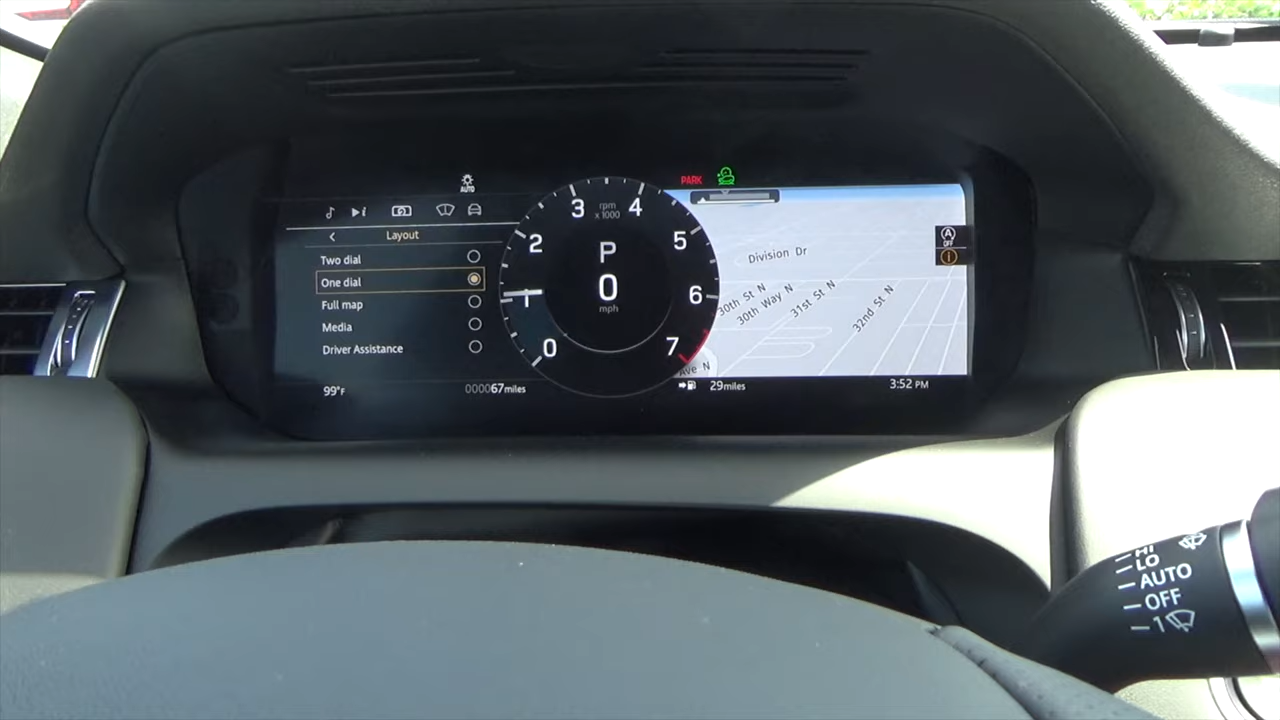 AUTO
PARK
Layout
Two dial
One dial
Full map
Media
Driver Assistance
99°F
000067miles
3
rpm
x1000
4
2
5
1
6
0
7
P
0
mph
Division Dr
30th St N
30th Way N
31st St N
32nd St N
Ave N
A
OFF
29miles
3:52 PM
HI
LO
AUTO
OFF
1